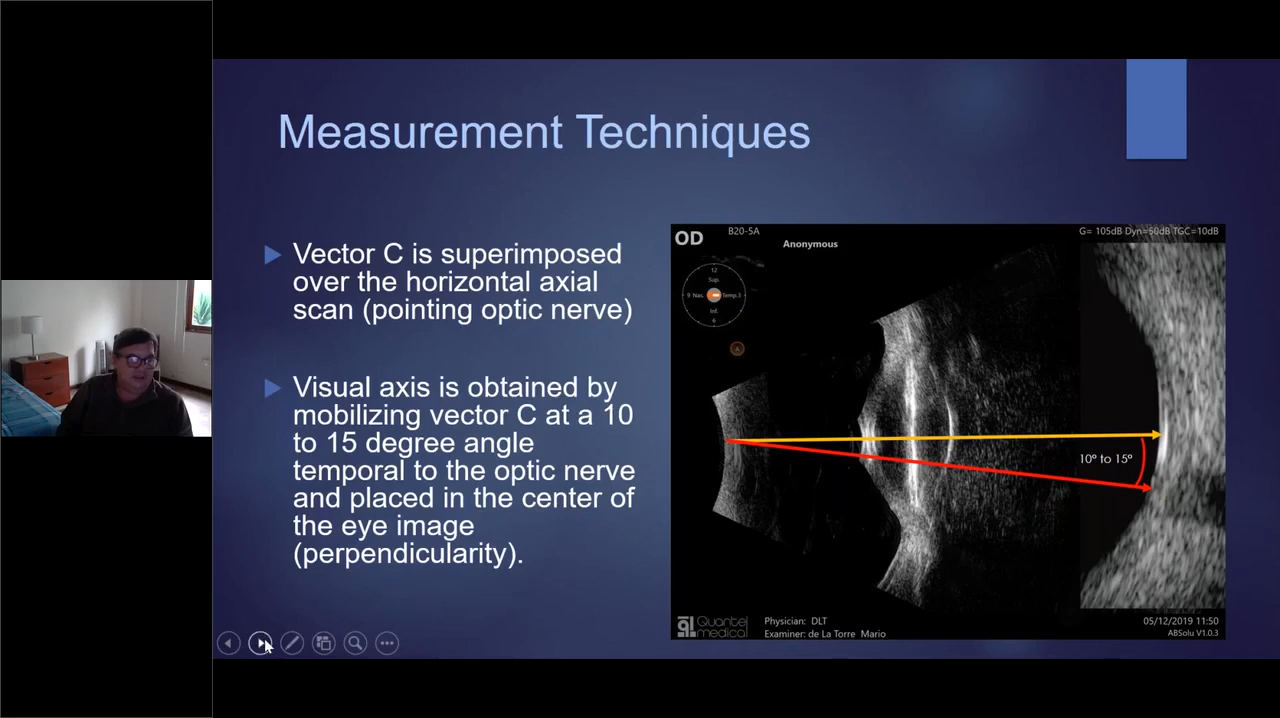 Measurement Techniques
Vector C is superimposed
over the horizontal axial
scan (pointing optic nerve)
Visual axis is obtained by
mobilizing vector C at a 10
to 15 degree angle
temporal to the optic nerve
and placed in the center of
the eye image
(perpendicularity).
OD
B20-5A
Anonymous
G= 105dB Dyn=50dB TGC=10dB
12
Sup.
9 Nas. Temp.3
Inf.
6
10º to 15º
Quantel
medical
Physician: DLT
Examiner: de La Torre Mario
05/12/2019 11:50
ABSolu V1.0.3